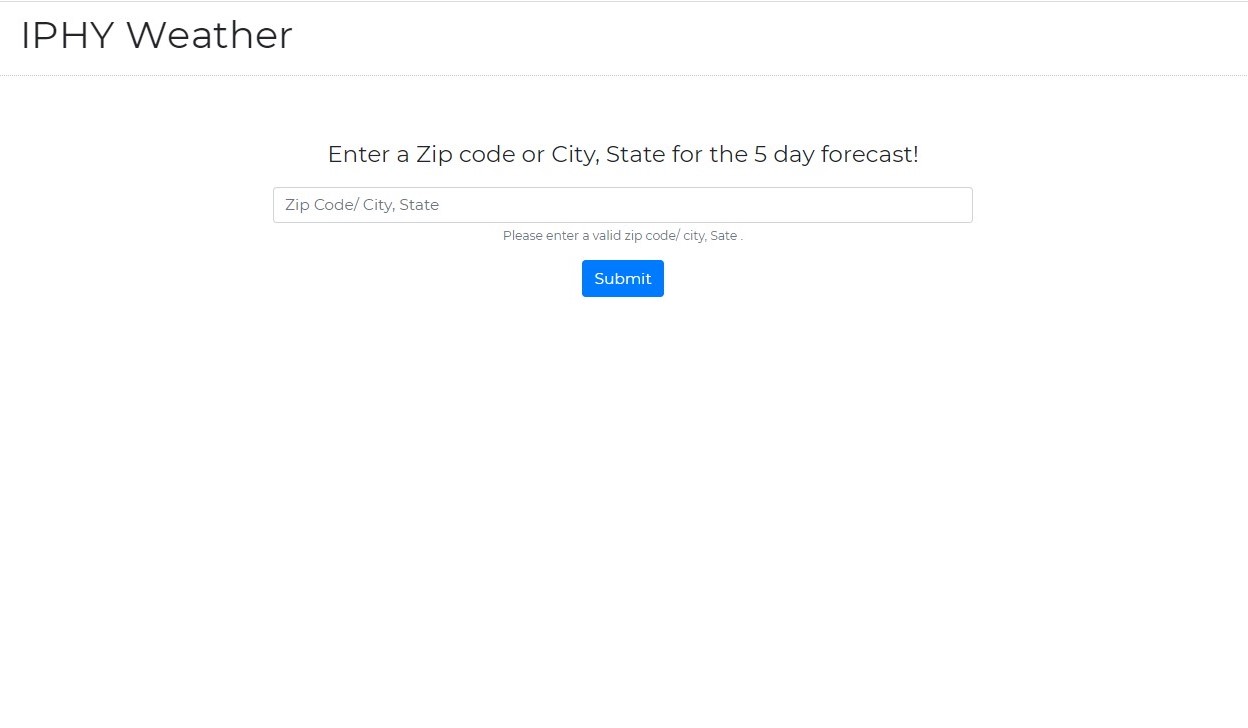 IPHY Weather
Enter a Zip code or City, State for the 5 day forecast!
Zip Code/ City, State
Please enter a valid zip code/ city, Sate .
Submit